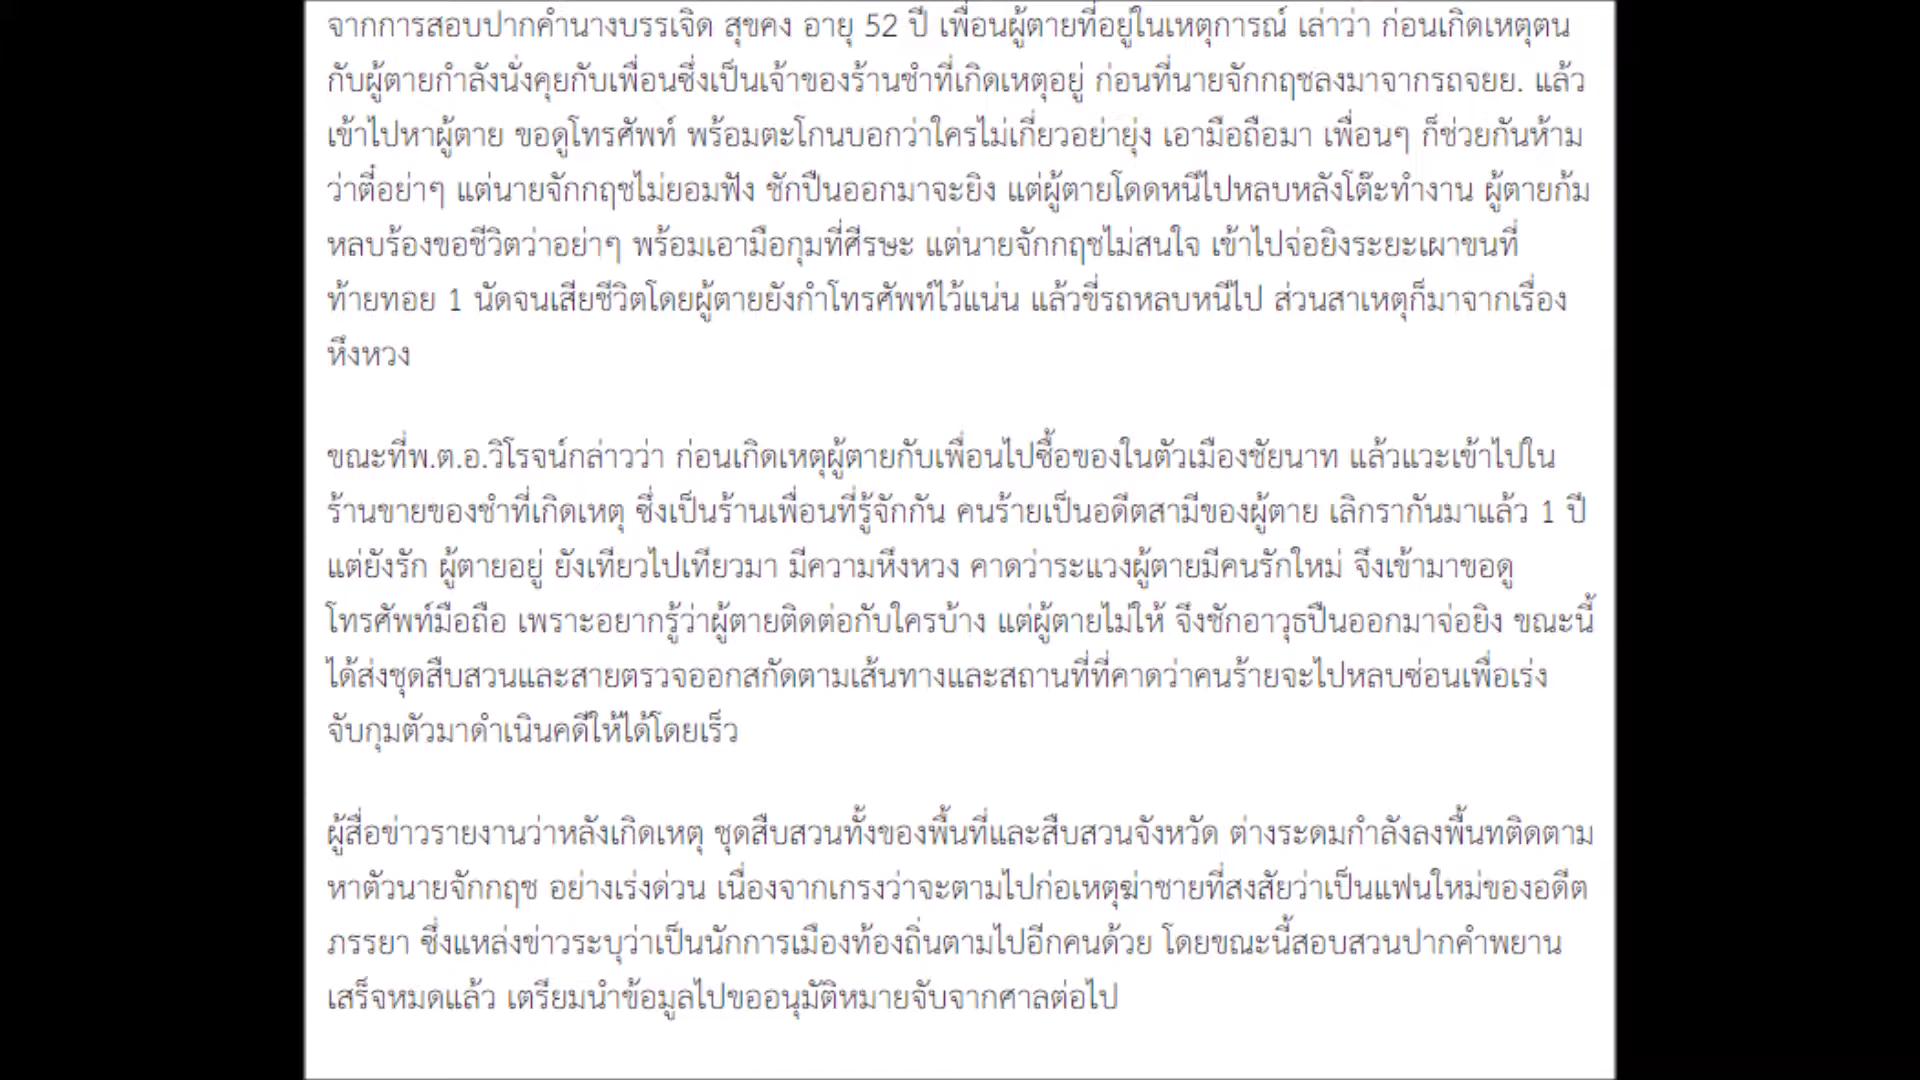 จากการสอบปากคำนางบรรเจิด สุขคง อายุ 52 ปี เพื่อนผู้ตายที่อยู่ในเหตุการณ์ เล่าว่า ก่อนเกิดเหตุตน
กับผู้ตายกำลังนั่งคุยกับเพื่อนซึ่งเป็นเจ้าของร้านชำที่เกิดเหตุอยู่ ก่อนที่นายจักกฤชลงมาจากรถจยย. แล้ว
เข้าไปหาผู้ตาย ขอดูโทรศัพท์ พร้อมตะโกนบอกว่าใครไม่เกี่ยวอย่ายุ่ง เอามือถือมา เพื่อนๆ ก็ช่วยกันห้าม
ว่าตี๋อย่าๆ แต่นายจักกฤชไม่ยอมฟัง ชักปืนออกมาจะยิง แต่ผู้ตายโดดหนีไปหลบหลังโต๊ะทำงาน ผู้ตายก้ม
หลบร้องขอชีวิตว่าอย่าๆ พร้อมเอามือกุมที่ศีรษะ แต่นายจักกฤชไม่สนใจ เข้าไปจ่อยิงระยะเผาขนที่
ท้ายทอย 1 นัดจนเสียชีวิตโดยผู้ตายยังกำโทรศัพท์ไว้แน่น แล้วขี่รถหลบหนีไป ส่วนสาเหตุก็มาจากเรื่อง
หึงหวง
ขณะที่พ.ต.อ.วิโรจน์กล่าวว่า ก่อนเกิดเหตุผู้ตายกับเพื่อนไปซื้อของในตัวเมืองชัยนาท แล้วแวะเข้าไปใน
ร้านขายของชำที่เกิดเหตุ ซึ่งเป็นร้านเพื่อนที่รู้จักกัน คนร้ายเป็นอดีตสามีของผู้ตาย เลิกรากันมาแล้ว 1 ปี
แต่ยังรัก ผู้ตายอยู่ ยังเทียวไปเทียวมา มีความหึงหวง คาดว่าระแวงผู้ตายมีคนรักใหม่ จึงเข้ามาขอดู
โทรศัพท์มือถือ เพราะอยากรู้ว่าผู้ตายติดต่อกับใครบ้าง แต่ผู้ตายไม่ให้ จึงชักอาวุธปืนออกมาจ่อยิง ขณะนี้
ได้ส่งชุดสืบสวนและสายตรวจออกสกัดตามเส้นทางและสถานที่ที่คาดว่าคนร้ายจะไปหลบซ่อนเพื่อเร่ง
จับกุมตัวมาดำเนินคดีให้ได้โดยเร็ว
ผู้สื่อข่าวรายงานว่าหลังเกิดเหตุ ชุดสืบสวนทั้งของพื้นที่และสืบสวนจังหวัด ต่างระดมกำลังลงพื้นทติดตาม
หาตัวนายจักกฤช อย่างเร่งด่วน เนื่องจากเกรงว่าจะตามไปก่อเหตุฆ่าชายที่สงสัยว่าเป็นแฟนใหม่ของอดีต
ภรรยา ซึ่งแหล่งข่าวระบุว่าเป็นนักการเมืองท้องถิ่นตามไปอีกคนด้วย โดยขณะนี้สอบสวนปากคำพยาน
เสร็จหมดแล้ว เตรียมนำข้อมูลไปขออนุมัติหมายจับจากศาลต่อไป